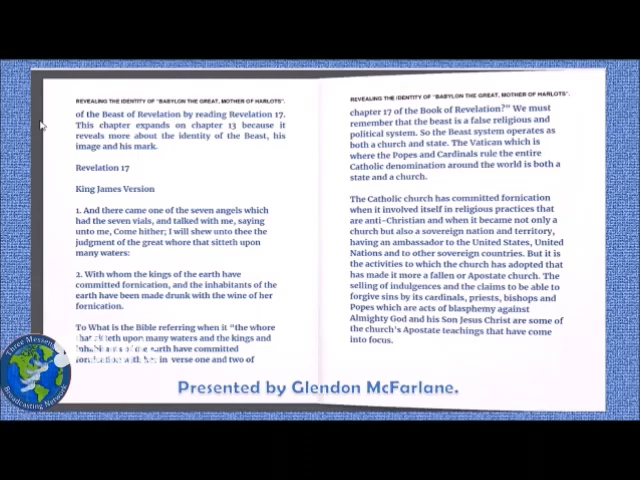 REVEALING THE IDENTITY OF "BABYLON THE GREAT, MOTHER OF HARLOTS".
of the Beast of Revelation by reading Revelation 17.
This chapter expands on chapter 13 because it
reveals more about the identity of the Beast, his
image and his mark.
Revelation 17
King James Version
1. And there came one of the seven angels which
had the seven vials, and talked with me, saying
unto me, Come hither; I will shew unto thee the
judgment of the great whore that sitteth upon
many waters:
2. With whom the kings of the earth have
committed fornication, and the inhabitants of the
earth have been made drunk with the wine of her
fornication.
To What is the Bible referring when it "the whore
that sitteth upon many waters and the kings and
inhabitants of the earth have committed
fornication with her in verse one and two of
REVEALING THE IDENTITY OF "BABYLON THE GREAT, MOTHER OF HARLOTS".
chapter 17 of the Book of Revelation?" We must
remember that the beast is a false religious and
political system. So the Beast system operates as
both a church and state. The Vatican which is
where the Popes and Cardinals rule the entire
Catholic denomination around the world is both a
state and a church.
The Catholic church has committed fornication
when it involved itself in religious practices that
are anti-Christian and when it became not only a
church but also a sovereign nation and territory,
having an ambassador to the United States, United
Nations and to other sovereign countries. But it is
the activities to which the church has adopted that
has made it more a fallen or Apostate church. The
selling of indulgences and the claims to be able to
forgive sins by its cardinals, priests, bishops and
Popes which are acts of blasphemy against
Almighty God and his Son Jesus Christ are some of
the church's Apostate teachings that have come
into focus.
Three Messens
Broadcasting Network
Presented by Glendon McFarlane.